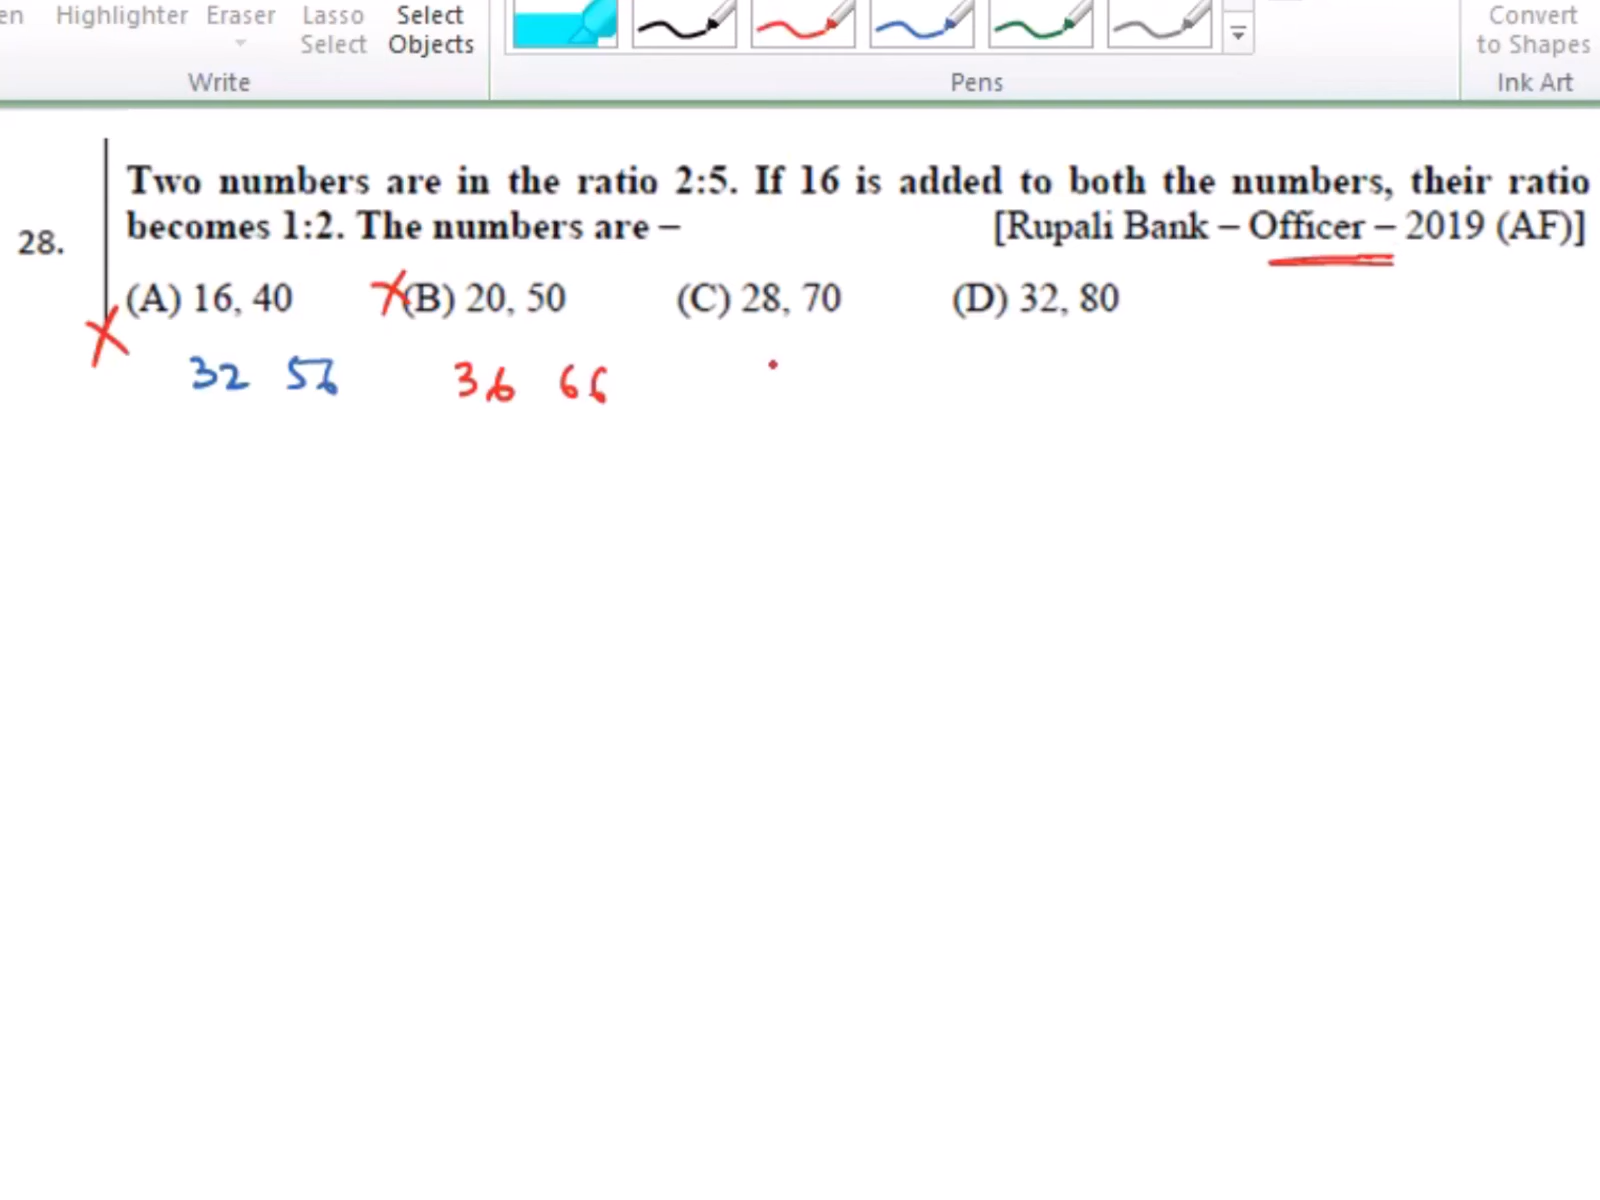 en Highlighter Eraser Lasso Select Select Objects
Convert to Shapes
Write Pens Ink Art
28. Two numbers are in the ratio 2:5. If 16 is added to both the numbers, their ratio
becomes 1:2. The numbers are – [Rupali Bank – Officer – 2019 (AF)]
(A) 16, 40 X (B) 20, 50 (C) 28, 70 (D) 32, 80
X
32 56 36 66